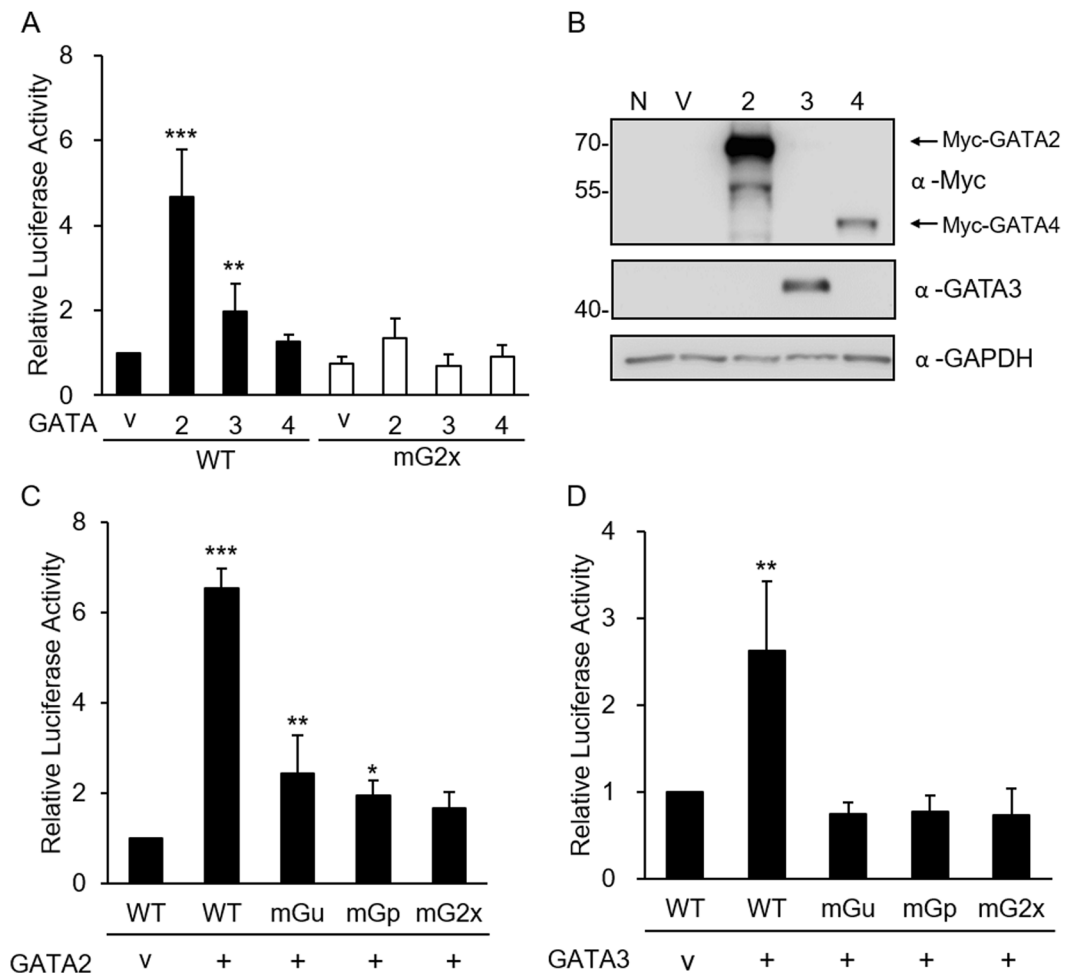 A
8
6
4
2
0
Relative Luciferase Activity
***
**
GATA v 2 3 4 v 2 3 4
WT mG2x
B
N V 2 3 4
70-
55-
40-
Myc-GATA2
α-Myc
Myc-GATA4
α-GATA3
α-GAPDH
C
8
6
4
2
0
Relative Luciferase Activity
***
**
*
WT WT mGu mGp mG2x
GATA2 v + + + +
D
4
3
2
1
0
Relative Luciferase Activity
**
WT WT mGu mGp mG2x
GATA3 v + + + +